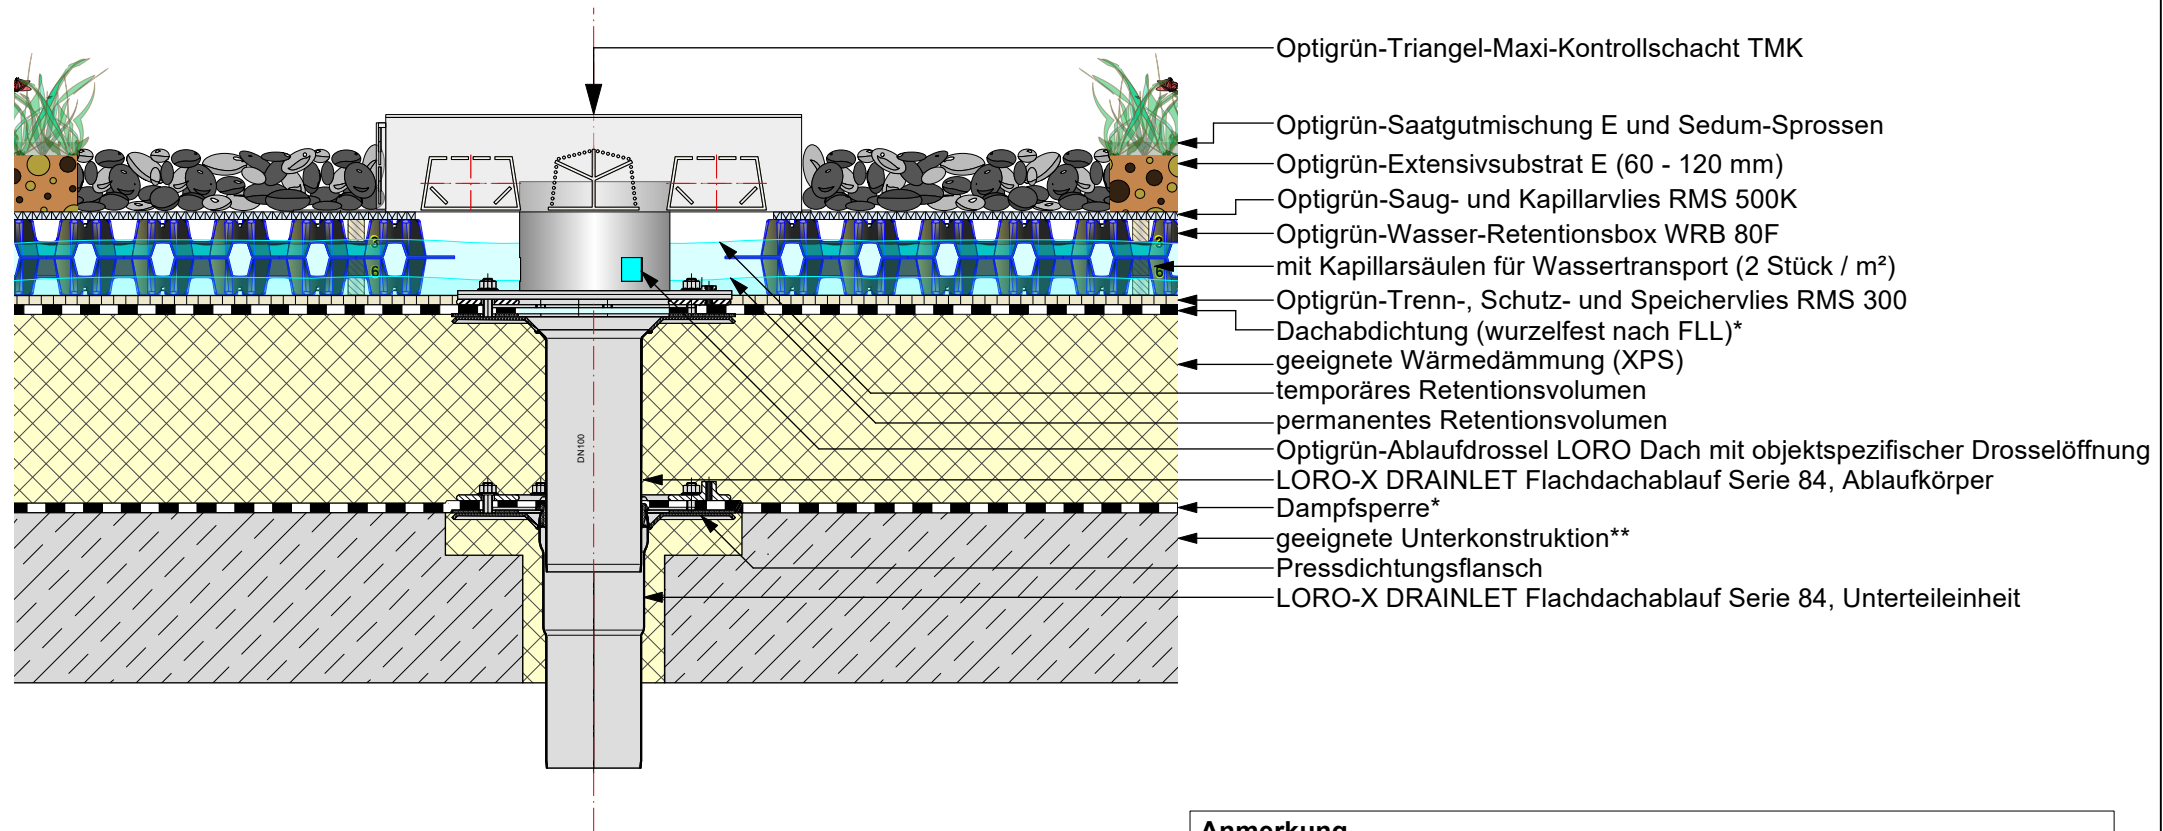 Optigrün-Triangel-Maxi-Kontrollschacht TMK
Optigrün-Saatgutmischung E und Sedum-Sprossen
Optigrün-Extensivsubstrat E (60 - 120 mm)
Optigrün-Saug- und Kapillarvlies RMS 500K
Optigrün-Wasser-Retentionsbox WRB 80F
mit Kapillarsäulen für Wassertransport (2 Stück / m²)
Optigrün-Trenn-, Schutz- und Speichervlies RMS 300
Dachabdichtung (wurzelfest nach FLL)*
geeignete Wärmedämmung (XPS)
temporäres Retentionsvolumen
permanentes Retentionsvolumen
Optigrün-Ablaufdrossel LORO Dach mit objektspezifischer Drosselöffnung
LORO-X DRAINLET Flachdachablauf Serie 84, Ablaufkörper
Dampfsperre*
geeignete Unterkonstruktion**
Pressdichtungsflansch
LORO-X DRAINLET Flachdachablauf Serie 84, Unterteileinheit
DN100
6
6
Anmerkung